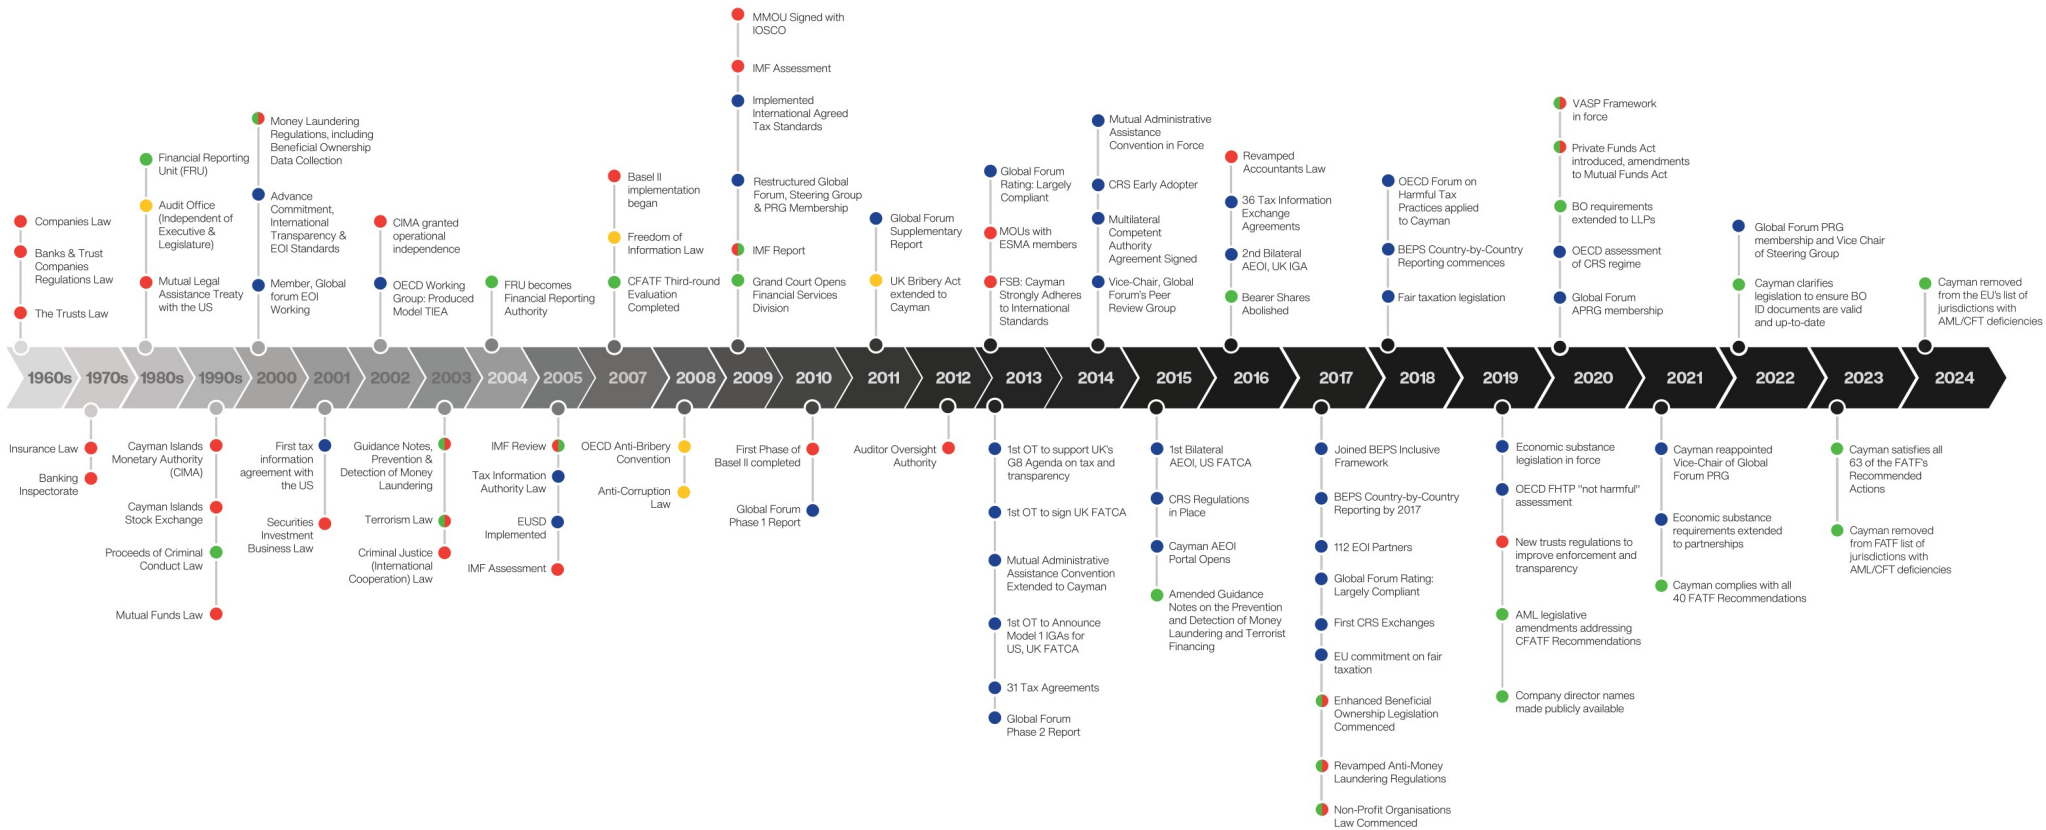 Companies Law
Banks & Trust
Companies
Regulations Law
The Trusts Law
Financial Reporting
Unit (FRU)
Audit Office
(Independent of
Executive &
Legislature)
Mutual Legal
Assistance Treaty
with the US
Money Laundering
Regulations, including
Beneficial Ownership
Data Collection
Advance
Commitment,
International
Transparency &
EOI Standards
Member, Global
forum EOI
Working
CIMA granted
operational
independence
OECD Working
Group: Produced
Model TIEA
FRU becomes
Financial Reporting
Authority
Basel II
implementation
began
Freedom of
Information Law
CFATF Third-round
Evaluation
Completed
MMOU Signed with
IOSCO
IMF Assessment
Implemented
International Agreed
Tax Standards
Restructured Global
Forum, Steering Group
& PRG Membership
IMF Report
Grand Court Opens
Financial Services
Division
Global Forum
Supplementary
Report
UK Bribery Act
extended to
Cayman
Global Forum
Rating: Largely
Compliant
MOUs with
ESMA members
FSB: Cayman
Strongly Adheres
to International
Standards
Mutual Administrative
Assistance
Convention in Force
CRS Early Adopter
Multilateral
Competent
Authority
Agreement Signed
Vice-Chair, Global
Forum's Peer
Review Group
Revamped
Accountants Law
36 Tax Information
Exchange
Agreements
2nd Bilateral
AEOI, UK IGA
Bearer Shares
Abolished
OECD Forum on
Harmful Tax
Practices applied
to Cayman
BEPS Country-by-Country
Reporting commences
Fair taxation legislation
VASP Framework
in force
Private Funds Act
introduced, amendments
to Mutual Funds Act
BO requirements
extended to LLPs
OECD assessment
of CRS regime
Global Forum
APRG membership
Global Forum PRG
membership and Vice Chair
of Steering Group
Cayman clarifies
legislation to ensure BO
ID documents are valid
and up-to-date
Cayman removed
from the EU's list of
jurisdictions with
AML/CFT deficiencies
1960s
1970s
1980s
1990s
2000
2001
2002
2003
2004
2005
2007
2008
2009
2010
2011
2012
2013
2014
2015
2016
2017
2018
2019
2020
2021
2022
2023
2024
Insurance Law
Banking
Inspectorate
Cayman Islands
Monetary Authority
(CIMA)
Cayman Islands
Stock Exchange
Proceeds of Criminal
Conduct Law
Mutual Funds Law
First tax
information
agreement with
the US
Securities
Investment
Business Law
Guidance Notes,
Prevention &
Detection of Money
Laundering
Terrorism Law
Criminal Justice
(International
Cooperation) Law
IMF Review
Tax Information
Authority Law
EUSD
Implemented
IMF Assessment
OECD Anti-Bribery
Convention
Anti-Corruption
Law
First Phase of
Basel II completed
Global Forum
Phase 1 Report
Auditor Oversight
Authority
1st OT to support UK's
G8 Agenda on tax and
transparency
1st OT to sign UK FATCA
Mutual Administrative
Assistance Convention
Extended to Cayman
1st OT to Announce
Model 1 IGAs for
US, UK FATCA
31 Tax Agreements
Global Forum
Phase 2 Report
1st Bilateral
AEOI, US FATCA
CRS Regulations
in Place
Cayman AEOI
Portal Opens
Amended Guidance
Notes on the Prevention
and Detection of Money
Laundering and Terrorist
Financing
Joined BEPS Inclusive
Framework
BEPS Country-by-Country
Reporting by 2017
112 EOI Partners
Global Forum Rating:
Largely Compliant
First CRS Exchanges
EU commitment on fair
taxation
Enhanced Beneficial
Ownership Legislation
Commenced
Revamped Anti-Money
Laundering Regulations
Non-Profit Organisations
Law Commenced
Economic substance
legislation in force
OECD FHTP "not harmful"
assessment
New trusts regulations to
improve enforcement and
transparency
AML legislative
amendments addressing
CFATF Recommendations
Company director names
made publicly available
Cayman reappointed
Vice-Chair of Global
Forum PRG
Economic substance
requirements extended
to partnerships
Cayman complies with all
40 FATF Recommendations
Cayman satisfies all
63 of the FATF's
Recommended
Actions
Cayman removed
from FATF list of
jurisdictions with
AML/CFT deficiencies